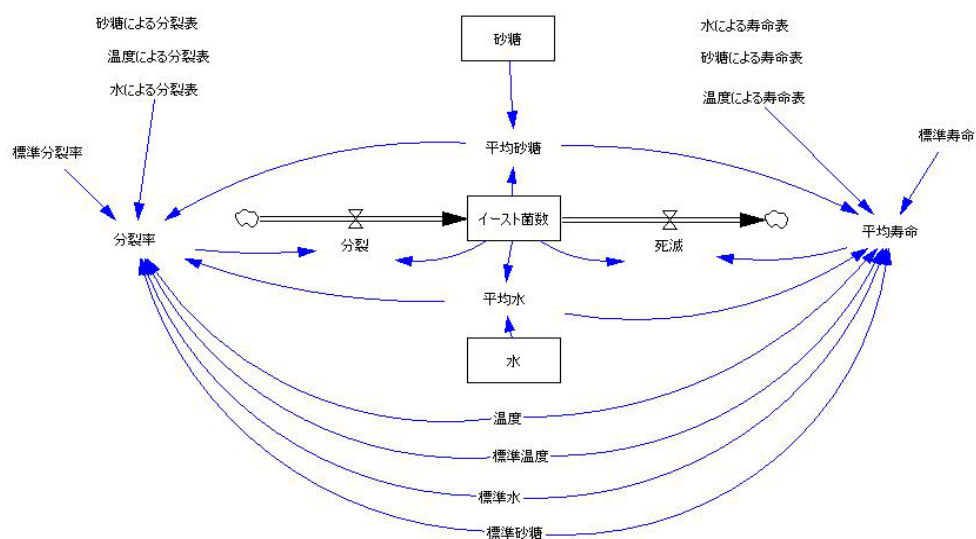 砂糖による分裂表
温度による分裂表
水による分裂表
標準分裂率
砂糖
水による寿命表
砂糖による寿命表
温度による寿命表
標準寿命
平均砂糖
イースト菌数
分裂率
分裂
死滅
平均寿命
平均水
水
温度
標準温度
標準水
標準砂糖